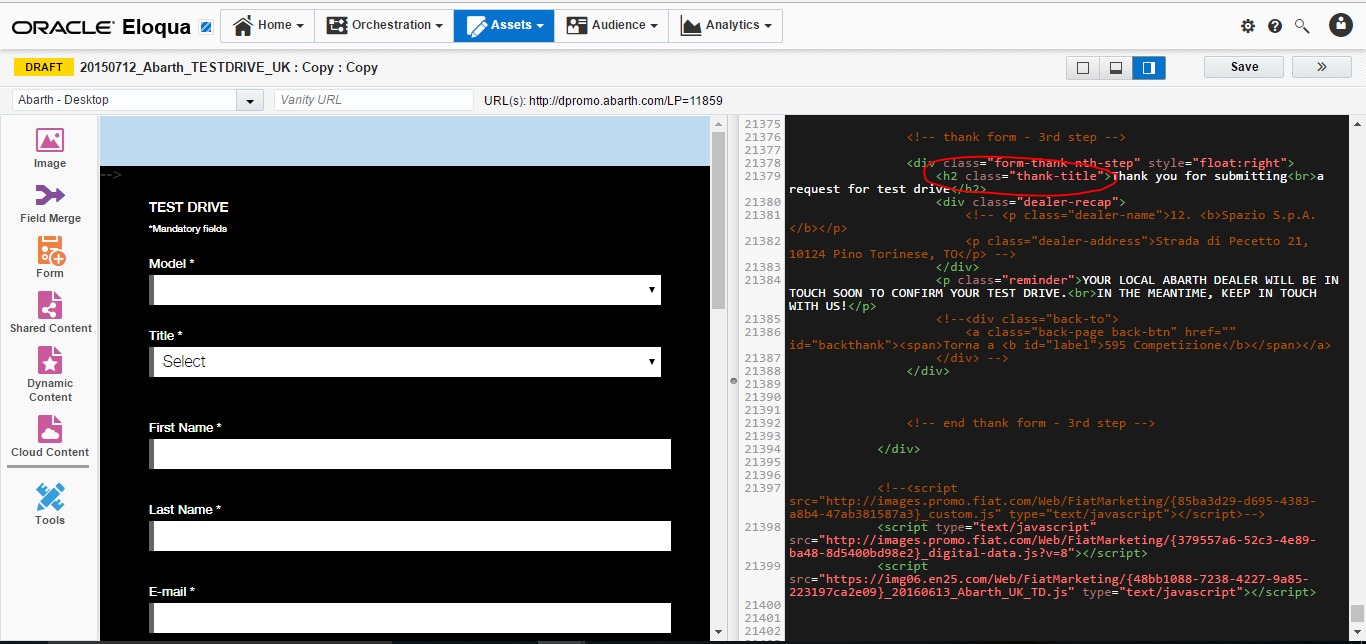 ORACLE® Eloqua Home Orchestration Assets Audience Analytics
DRAFT 20150712_Abarth_TESTDRIVE_UK : Copy : Copy Save »
Abarth - Desktop Vanity URL URL(s): http://dpromo.abarth.com/LP=11859
Image
Field Merge
Form
Shared Content
Dynamic
Content
Cloud Content
Tools
-->
TEST DRIVE
*Mandatory fields
Model *
Title *
Select
First Name *
Last Name *
E-mail *
21375
21376 <!-- thank form - 3rd step -->
21377
21378 <div class="form-thank nth-step" style="float:right">
21379 <h2 class="thank-title">Thank you for submitting<br>a
request for test drive</h2>
21380 <div class="dealer-recap">
21381 <!-- <p class="dealer-name">12. <b>Spazio S.p.A.
</b></p>
21382 <p class="dealer-address">Strada di Pecetto 21,
10124 Pino Torinese, TO</p> -->
21383 </div>
21384 <p class="reminder">YOUR LOCAL ABARTH DEALER WILL BE IN
TOUCH SOON TO CONFIRM YOUR TEST DRIVE.<br>IN THE MEANTIME, KEEP IN TOUCH
WITH US!</p>
21385 <!--<div class="back-to">
21386 <a class="back-page back-btn" href=""
id="backthank"><span>Torna a <b id="label">595 Competizione</b></span></a>
21387 </div> -->
21388 </div>
21389
21390
21391
21392 <!-- end thank form - 3rd step -->
21393
21394 </div>
21395
21396
21397 <!--<script
src="http://images.promo.fiat.com/Web/FiatMarketing/{85ba3d29-d695-4383-
a8b4-47ab381587a3}_custom.js" type="text/javascript"></script>-->
21398 <script type="text/javascript"
src="http://images.promo.fiat.com/Web/FiatMarketing/{379557a6-52c3-4e89-
ba48-8d5400bd98e2}_digital-data.js?v=8"></script>
21399 <script
src="https://img06.en25.com/Web/FiatMarketing/{48bb1088-7238-4227-9a85-
223197ca2e09}_20160613_Abarth_UK_TD.js" type="text/javascript"></script>
21400
21401
21402